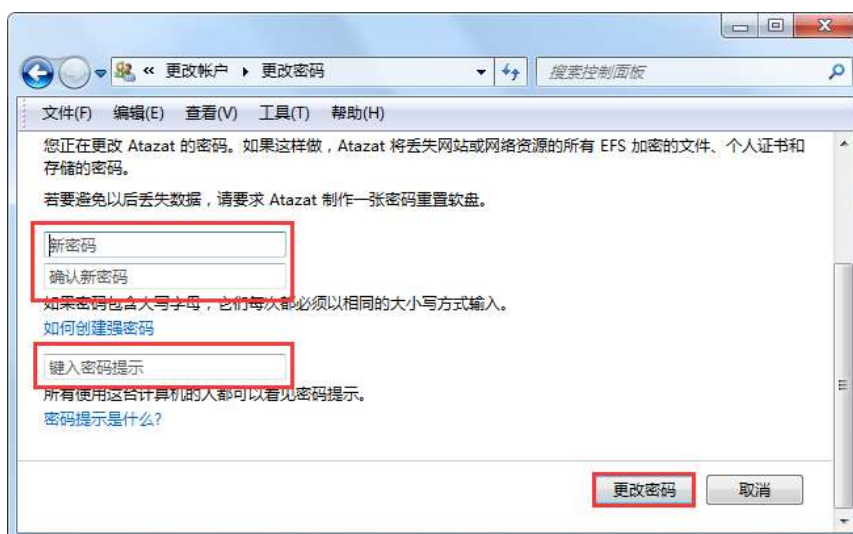 « 更改帐户 ▸ 更改密码
搜索控制面板
文件(F) 编辑(E) 查看(V) 工具(T) 帮助(H)
您正在更改 Atazat 的密码。如果这样做，Atazat 将丢失网站或网络资源的所有 EFS 加密的文件、个人证书和
存储的密码。
若要避免以后丢失数据，请要求 Atazat 制作一张密码重置软盘。
新密码
确认新密码
如果密码包含大写字母，它们每次都必须以相同的大小写方式输入。
如何创建强密码
键入密码提示
所有使用这台计算机的人都可以看见密码提示。
密码提示是什么?
更改密码 取消